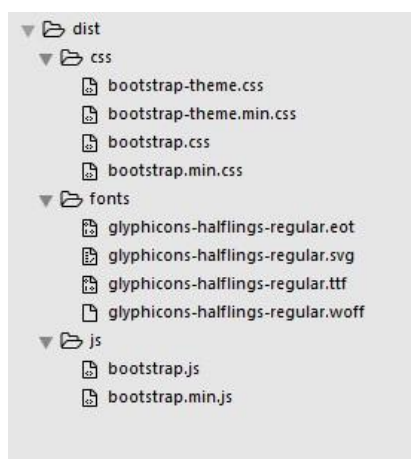 dist
css
bootstrap-theme.css
bootstrap-theme.min.css
bootstrap.css
bootstrap.min.css
fonts
glyphicons-halflings-regular.eot
glyphicons-halflings-regular.svg
glyphicons-halflings-regular.ttf
glyphicons-halflings-regular.woff
js
bootstrap.js
bootstrap.min.js